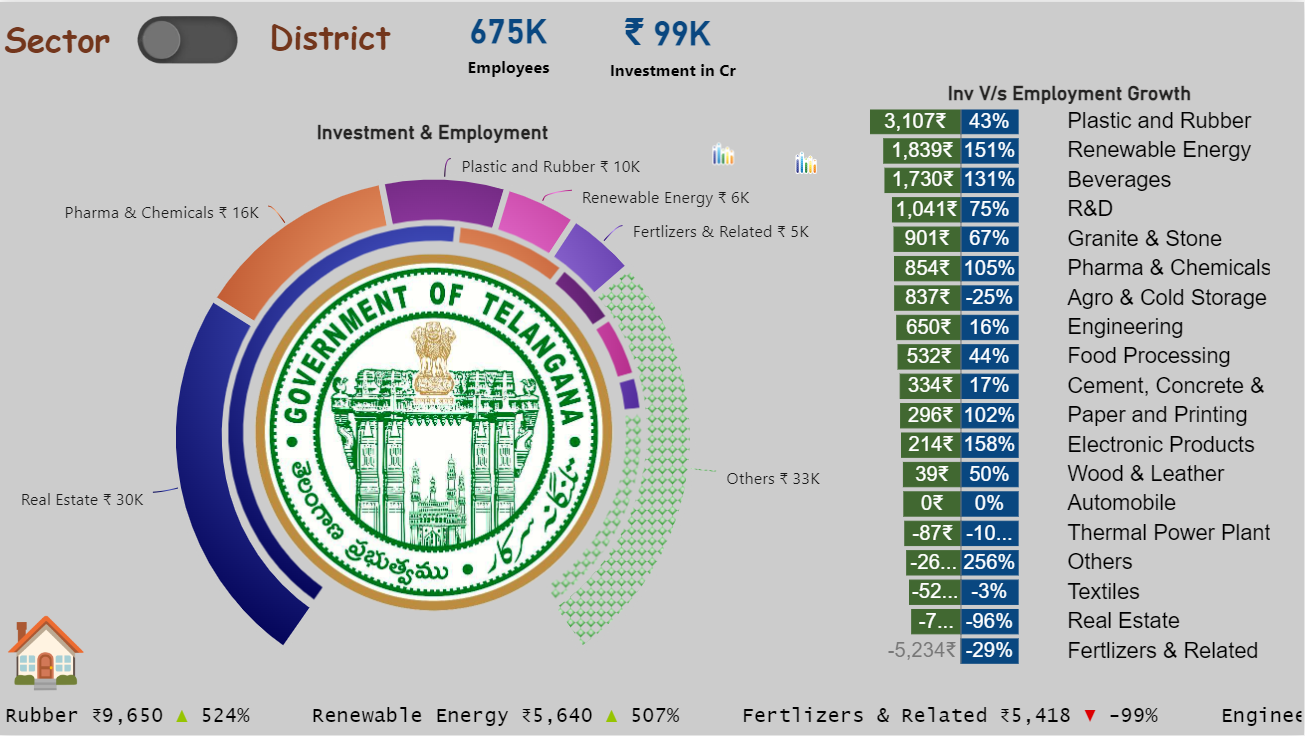 Sector
District
675K
Employees
₹ 99K
Investment in Cr
Investment & Employment
Plastic and Rubber ₹ 10K
Renewable Energy ₹ 6K
Pharma & Chemicals ₹ 16K
Fertlizers & Related ₹ 5K
Real Estate ₹ 30K
Others ₹ 33K
GOVERNMENT OF TELANGANA
తెలంగాణ ప్రభుత్వము
تلنگانہ سرکار
Inv V/s Employment Growth
3,107₹ 43% Plastic and Rubber
1,839₹ 151% Renewable Energy
1,730₹ 131% Beverages
1,041₹ 75% R&D
901₹ 67% Granite & Stone
854₹ 105% Pharma & Chemicals
837₹ -25% Agro & Cold Storage
650₹ 16% Engineering
532₹ 44% Food Processing
334₹ 17% Cement, Concrete &
296₹ 102% Paper and Printing
214₹ 158% Electronic Products
39₹ 50% Wood & Leather
0₹ 0% Automobile
-87₹ -10... Thermal Power Plant
-26... 256% Others
-52... -3% Textiles
-7... -96% Real Estate
-5,234₹ -29% Fertlizers & Related
Rubber ₹9,650 ▲ 524% Renewable Energy ₹5,640 ▲ 507% Fertlizers & Related ₹5,418 ▼ -99% Enginee